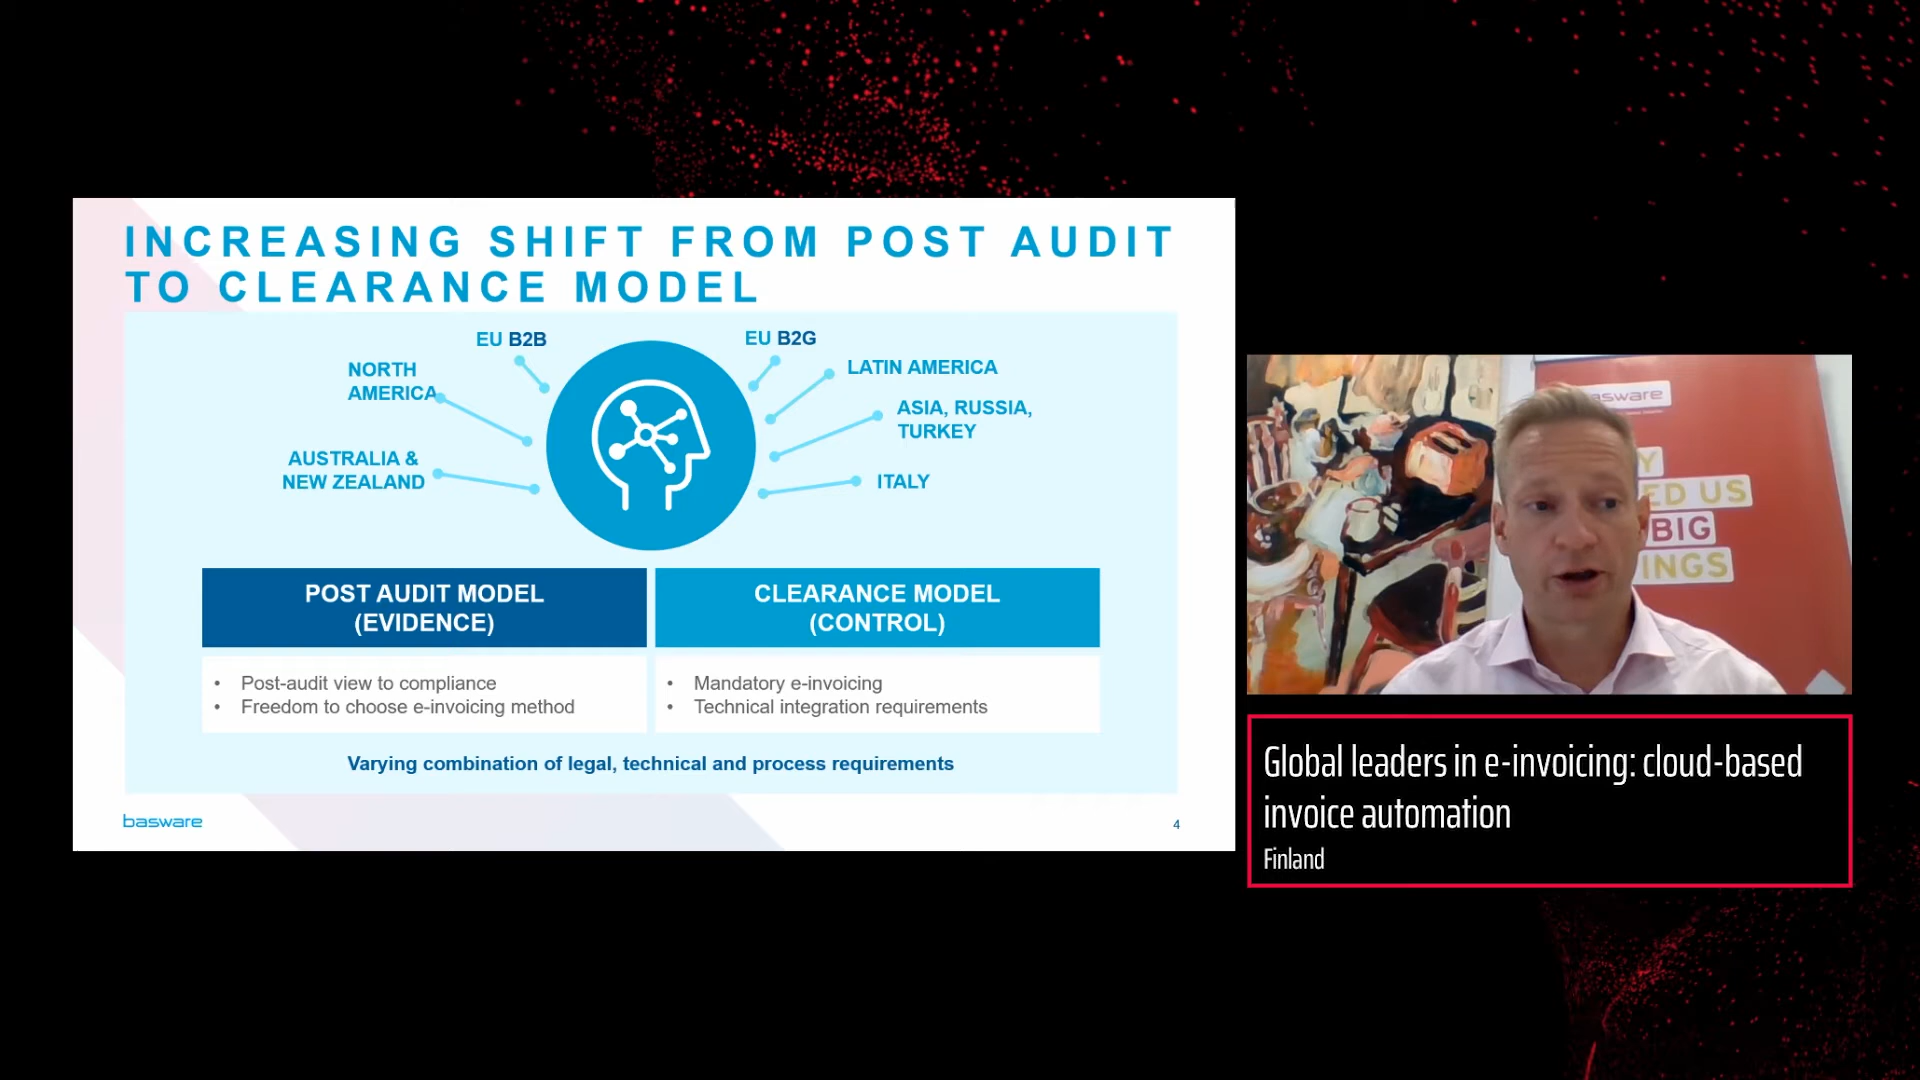 INCREASING SHIFT FROM POST AUDIT
TO CLEARANCE MODEL
EU B2B
NORTH
AMERICA
AUSTRALIA &
NEW ZEALAND
EU B2G
LATIN AMERICA
ASIA, RUSSIA,
TURKEY
ITALY
POST AUDIT MODEL
(EVIDENCE)
• Post-audit view to compliance
• Freedom to choose e-invoicing method
CLEARANCE MODEL
(CONTROL)
• Mandatory e-invoicing
• Technical integration requirements
Varying combination of legal, technical and process requirements
basware
4
asware
Y
ED US
BIG
INGS
Global leaders in e-invoicing: cloud-based
invoice automation
Finland